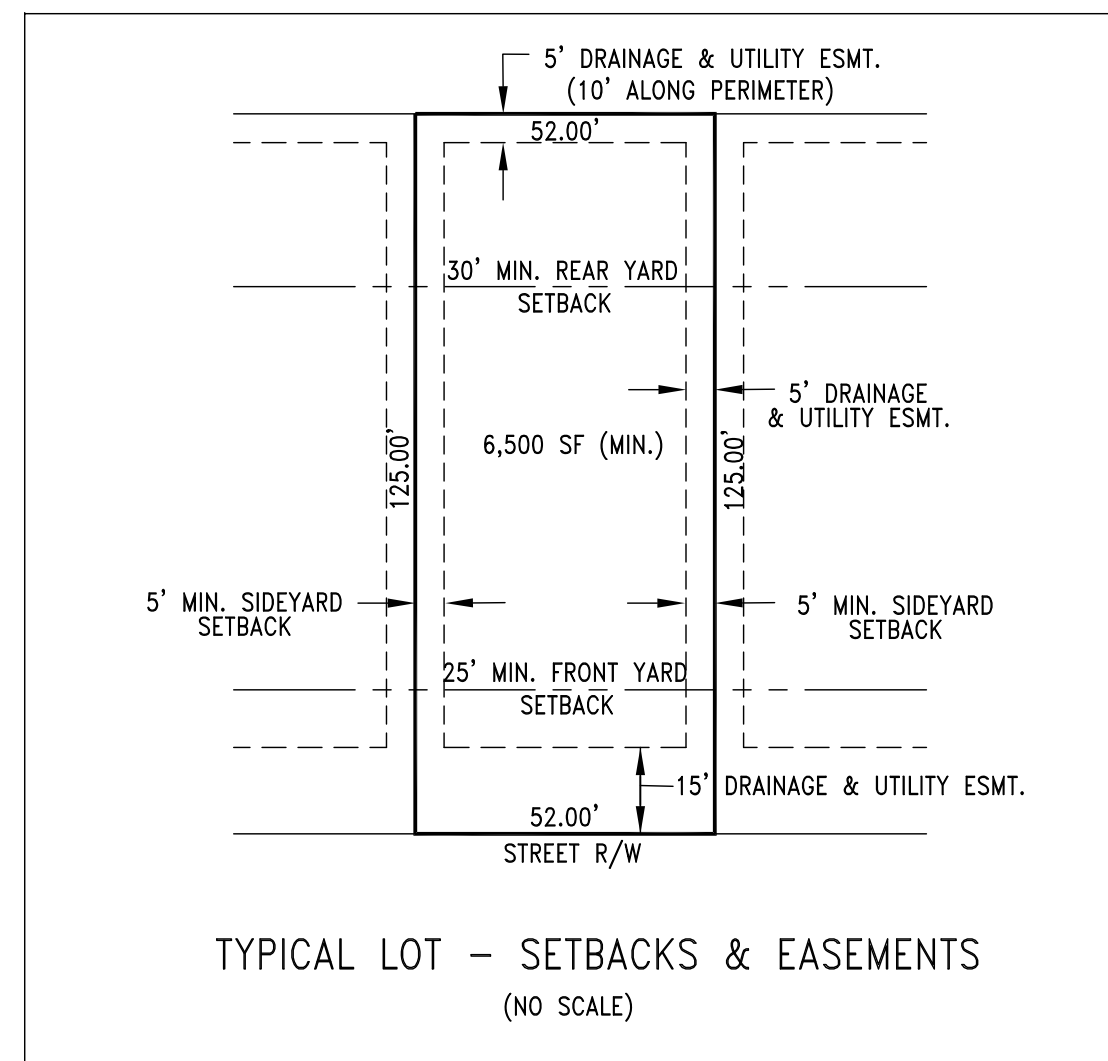 5' DRAINAGE & UTILITY ESMT.
(10' ALONG PERIMETER)
52.00'
30' MIN. REAR YARD
SETBACK
5' DRAINAGE
& UTILITY ESMT.
6,500 SF (MIN.)
125.00'
125.00'
5' MIN. SIDEYARD
SETBACK
5' MIN. SIDEYARD
SETBACK
25' MIN. FRONT YARD
SETBACK
15' DRAINAGE & UTILITY ESMT.
52.00'
STREET R/W
TYPICAL LOT – SETBACKS & EASEMENTS
(NO SCALE)